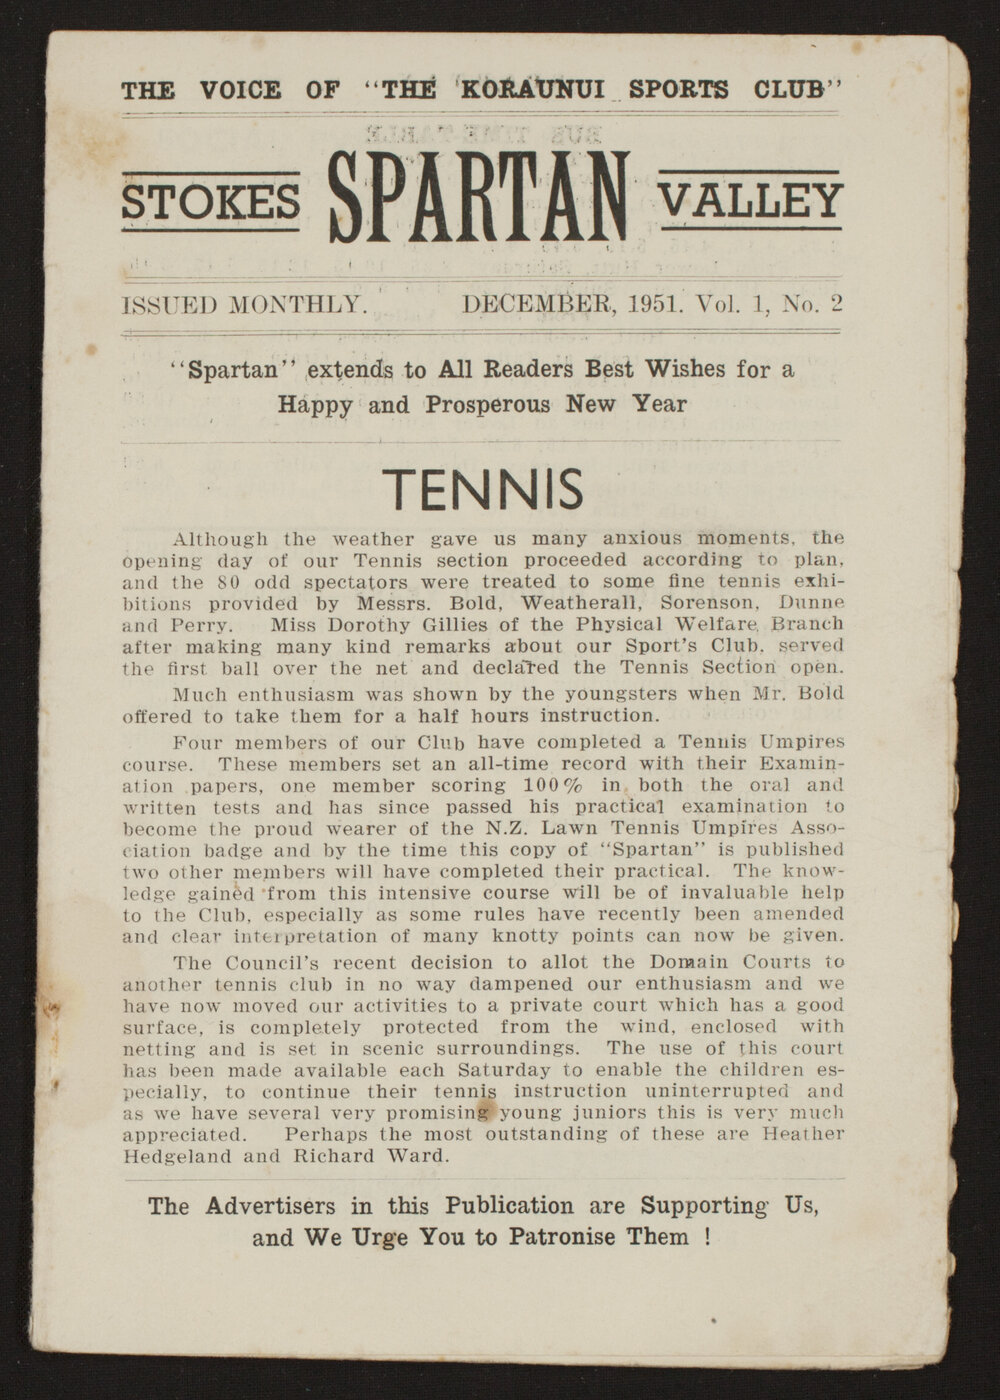 THE VOICE OF "THE KORAUNUI SPORTS CLUB"
STOKES SPARTAN VALLEY
ISSUED MONTHLY. DECEMBER, 1951. Vol. 1, No. 2
"Spartan" extends to All Readers Best Wishes for a
Happy and Prosperous New Year
TENNIS
Although the weather gave us many anxious moments, the
opening day of our Tennis section proceeded according to plan,
and the 80 odd spectators were treated to some fine tennis exhi-
bitions provided by Messrs. Bold, Weatherall, Sorenson, Dunne
and Perry. Miss Dorothy Gillies of the Physical Welfare Branch
after making many kind remarks about our Sport's Club, served
the first ball over the net and declared the Tennis Section open.
Much enthusiasm was shown by the youngsters when Mr. Bold
offered to take them for a half hours instruction.
Four members of our Club have completed a Tennis Umpires
course. These members set an all-time record with their Examin-
ation papers, one member scoring 100% in both the oral and
written tests and has since passed his practical examination to
become the proud wearer of the N.Z. Lawn Tennis Umpires Asso-
ciation badge and by the time this copy of "Spartan" is published
two other members will have completed their practical. The know-
ledge gained from this intensive course will be of invaluable help
to the Club, especially as some rules have recently been amended
and clear interpretation of many knotty points can now be given.
The Council's recent decision to allot the Domain Courts to
another tennis club in no way dampened our enthusiasm and we
have now moved our activities to a private court which has a good
surface, is completely protected from the wind, enclosed with
netting and is set in scenic surroundings. The use of this court
has been made available each Saturday to enable the children es-
pecially, to continue their tennis instruction uninterrupted and
as we have several very promising young juniors this is very much
appreciated. Perhaps the most outstanding of these are Heather
Hedgeland and Richard Ward.
The Advertisers in this Publication are Supporting Us,
and We Urge You to Patronise Them !